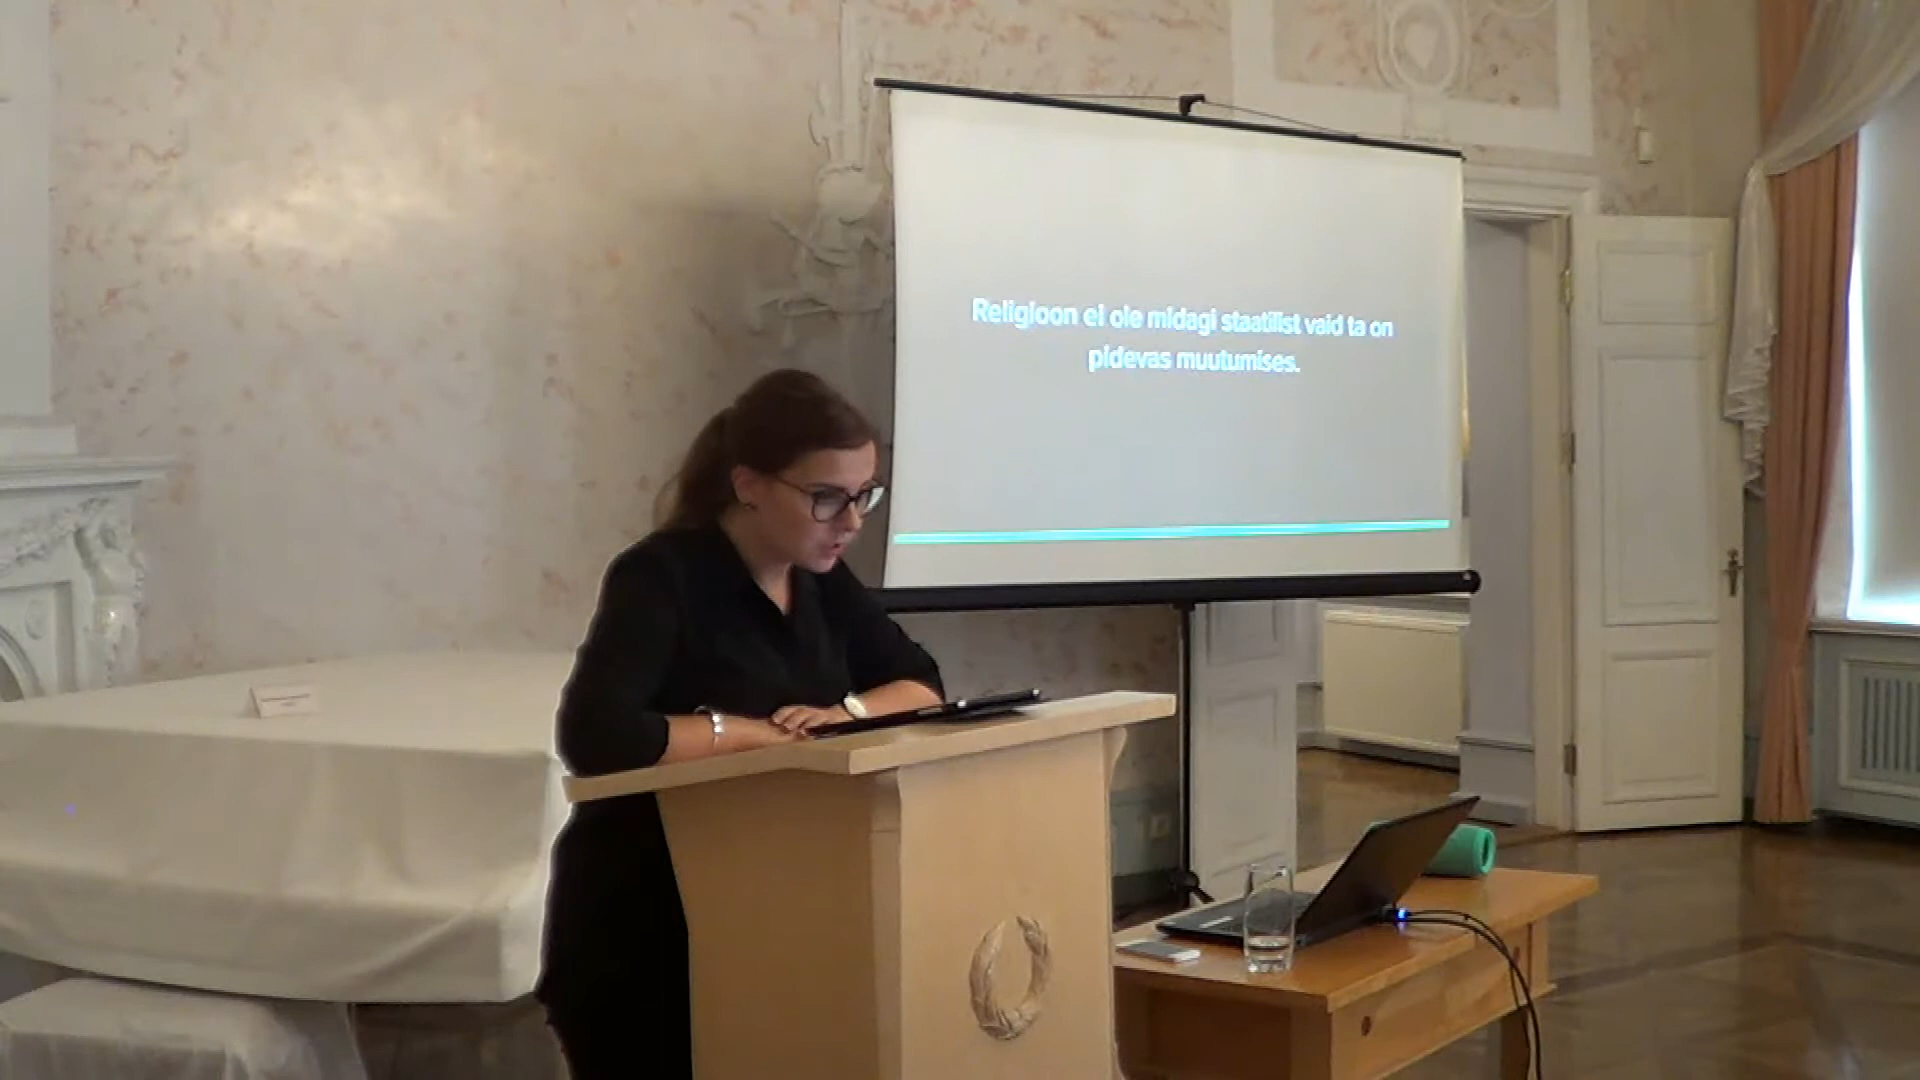 Religioon ei ole midagi staatilist vaid ta on
pidevas muutumises.